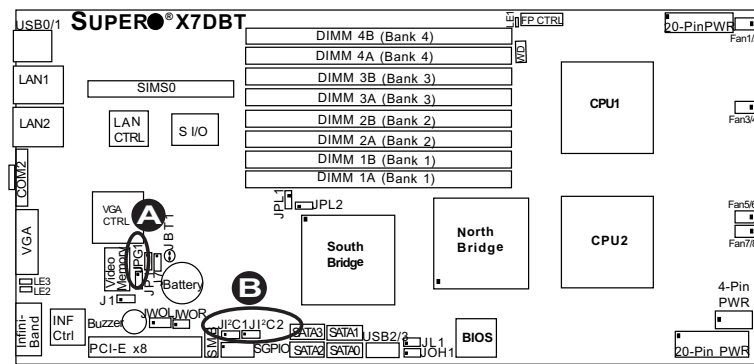 SUPER® X7DBT
USB0/1
LE1
FP CTRL
20-PinPWR
Fan1/
DIMM 4B (Bank 4)
DIMM 4A (Bank 4)
WD
LAN1
SIMS0
DIMM 3B (Bank 3)
DIMM 3A (Bank 3)
CPU1
Fan3/4
LAN2
LAN
CTRL
S I/O
DIMM 2B (Bank 2)
DIMM 2A (Bank 2)
DIMM 1B (Bank 1)
DIMM 1A (Bank 1)
COM2
JPL1
JPL2
VGA
CTRL
A
JBT1
VGA
South
Bridge
North
Bridge
CPU2
Fan5/6
Fan7/8
Video
Memory
JPG1
Battery
LE3
LE2
J1
B
4-Pin
PWR
Infini-
Band
INF
Ctrl
Buzzer
JWOL
JWOR
JI²C1
JI²C2
SATA3
SATA1
USB2/3
JL1
BIOS
PCI-E x8
SGPIO
SATA2
SATA0
JOH1
20-Pin PWR